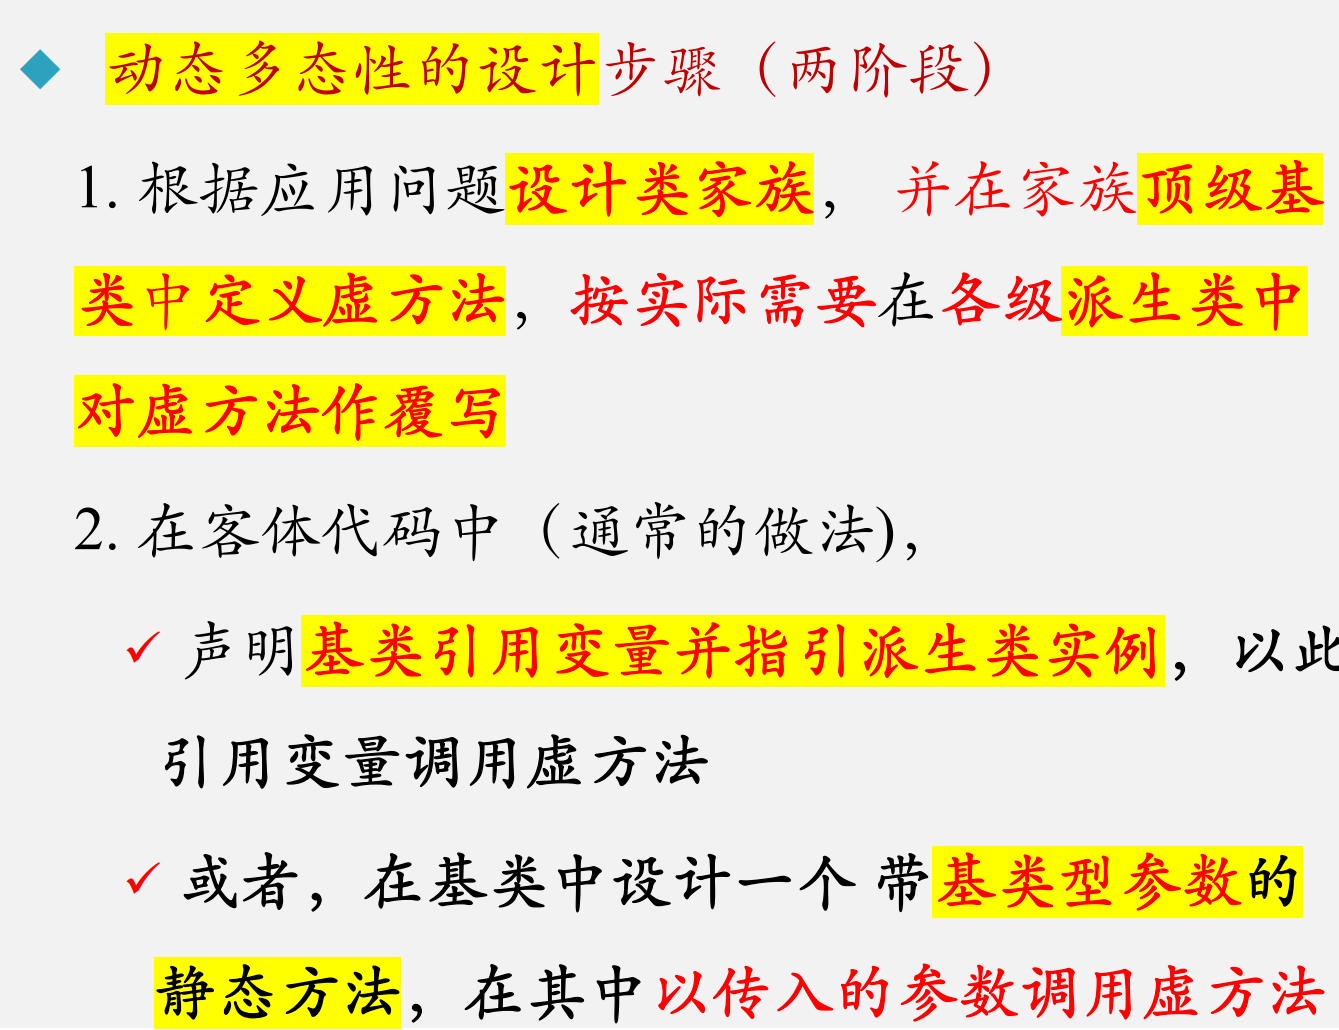 动态多态性的设计步骤（两阶段）
1. 根据应用问题设计类家族， 并在家族顶级基
类中定义虚方法，按实际需要在各级派生类中
对虚方法作覆写
2. 在客体代码中（通常的做法)，
声明基类引用变量并指引派生类实例，以此
引用变量调用虚方法
或者，在基类中设计一个 带基类型参数的
静态方法，在其中以传入的参数调用虚方法